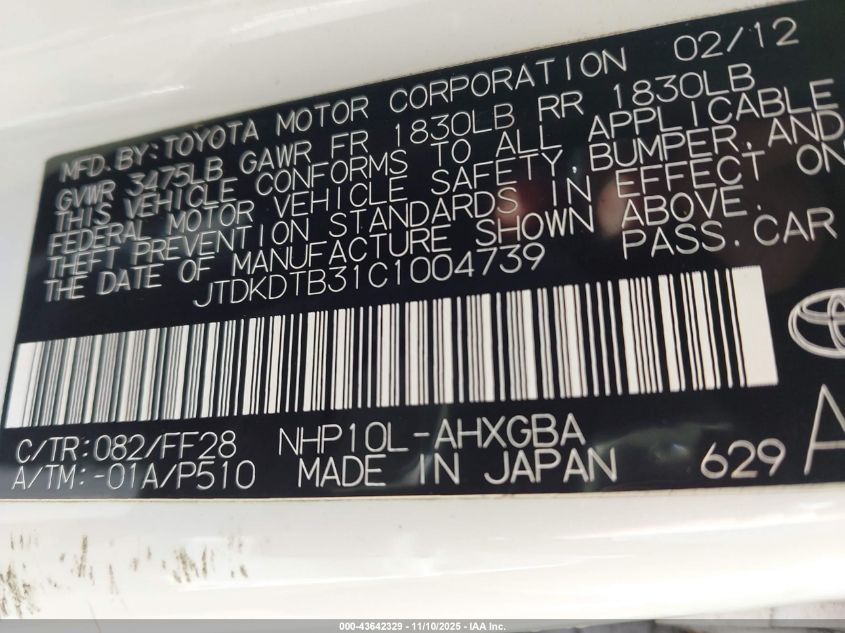 MFD. BY: TOYOTA MOTOR CORPORATION 02/12
GVWR 3475LB GAWR FR 1830LB RR 1830LB
THIS VEHICLE CONFORMS TO ALL APPLICABLE
FEDERAL MOTOR VEHICLE SAFETY, BUMPER, AND
THEFT PREVENTION STANDARDS IN EFFECT ON
THE DATE OF MANUFACTURE SHOWN ABOVE.
JTDKDTB31C1004739 PASS. CAR
C/TR: 082/FF28 NHP10L-AHXGBA
A/TM: -01A/P510 MADE IN JAPAN 629 A
000-43642329 — 11/10/2025 — IAA Inc.